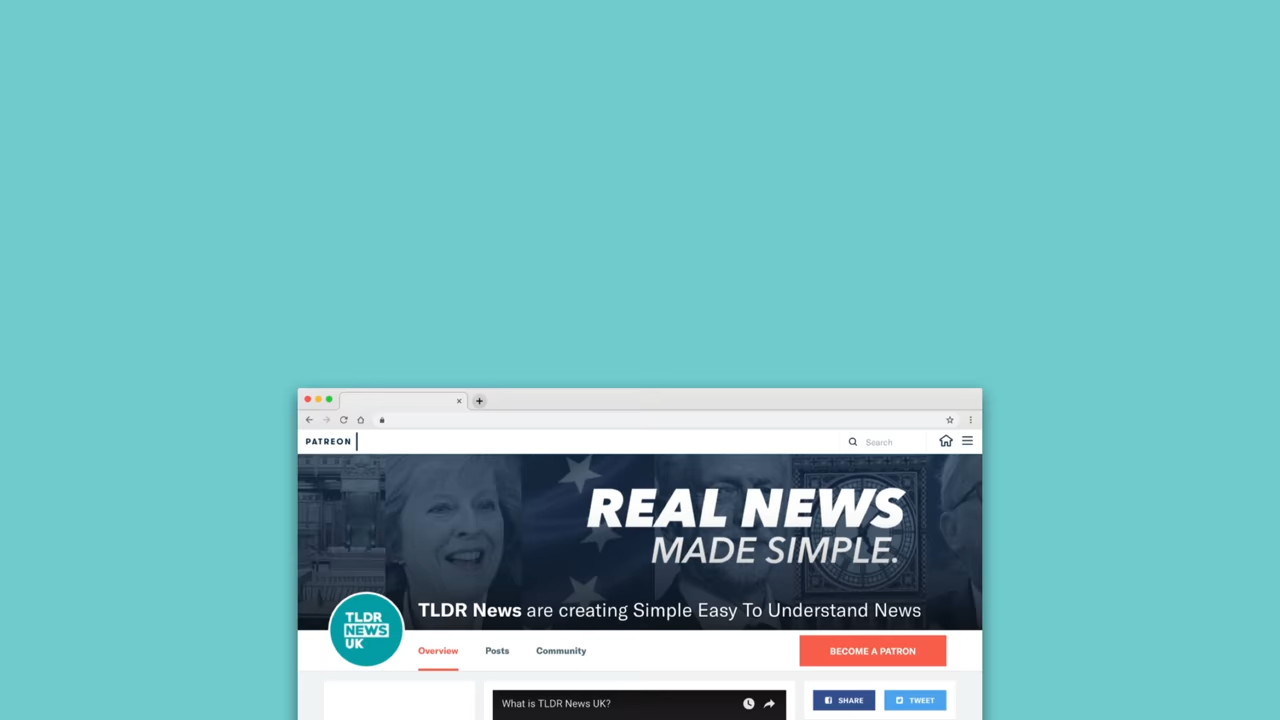 PATREON
Search
REAL NEWS
MADE SIMPLE.
TLDR News are creating Simple Easy To Understand News
TLDR
NEWS
UK
Overview
Posts
Community
BECOME A PATRON
What is TLDR News UK?
SHARE
TWEET